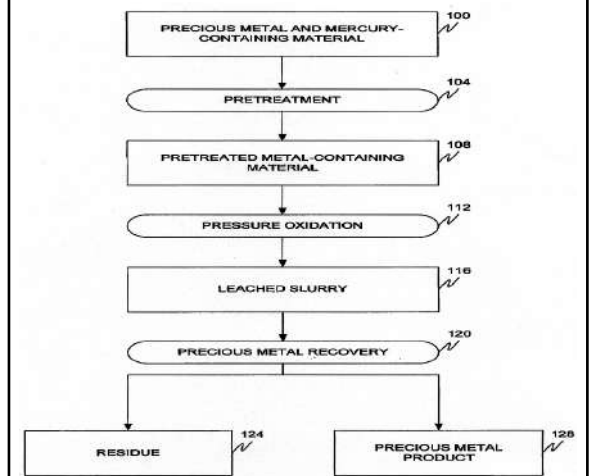 100
PRECIOUS METAL AND MERCURY-
CONTAINING MATERIAL
104
PRETREATMENT
108
PRETREATED METAL-CONTAINING
MATERIAL
112
PRESSURE OXIDATION
116
LEACHED SLURRY
120
PRECIOUS METAL RECOVERY
124
RESIDUE
128
PRECIOUS METAL
PRODUCT